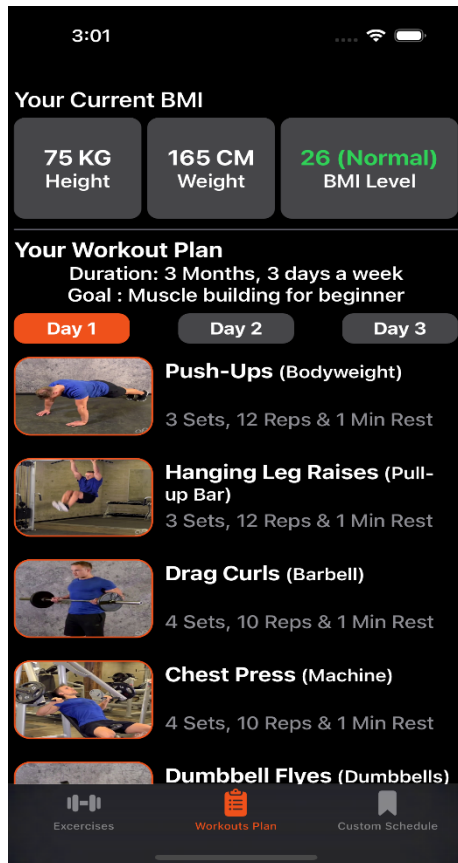 3:01
Your Current BMI
75 KG
Height
165 CM
Weight
26 (Normal)
BMI Level
Your Workout Plan
Duration: 3 Months, 3 days a week
Goal : Muscle building for beginner
Day 1
Day 2
Day 3
Push-Ups (Bodyweight)
3 Sets, 12 Reps & 1 Min Rest
Hanging Leg Raises (Pull-
up Bar)
3 Sets, 12 Reps & 1 Min Rest
Drag Curls (Barbell)
4 Sets, 10 Reps & 1 Min Rest
Chest Press (Machine)
4 Sets, 10 Reps & 1 Min Rest
Dumbbell Flyes (Dumbbells)
Excercises
Workouts Plan
Custom Schedule